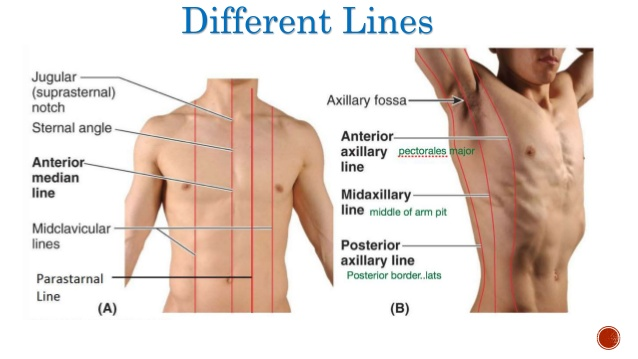 Different Lines
Jugular
(suprasternal)
notch
Sternal angle
Anterior
median
line
Midclavicular
lines
Parastarnal
Line
(A)
Axillary fossa
Anterior
axillary pectorales major
line
Midaxillary
line middle of arm pit
Posterior
axillary line
Posterior border..lats
(B)